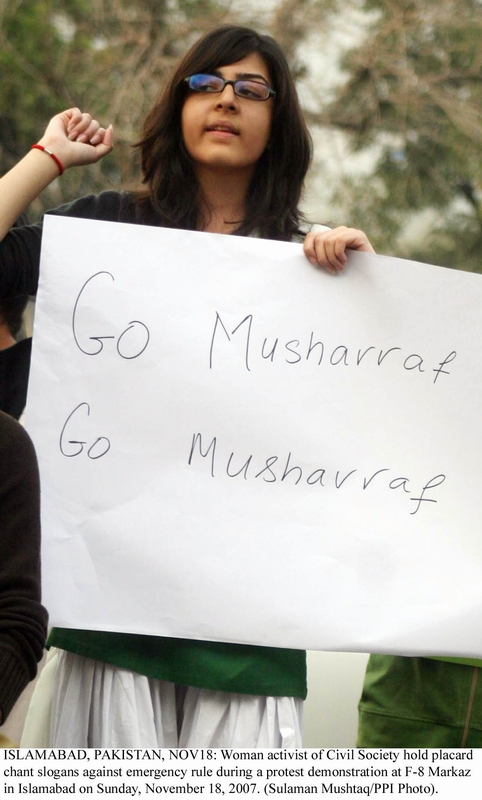 Go Musharraf
Go Musharraf
ISLAMABAD, PAKISTAN, NOV18: Woman activist of Civil Society hold placard
chant slogans against emergency rule during a protest demonstration at F-8 Markaz
in Islamabad on Sunday, November 18, 2007. (Sulaman Mushtaq/PPI Photo).